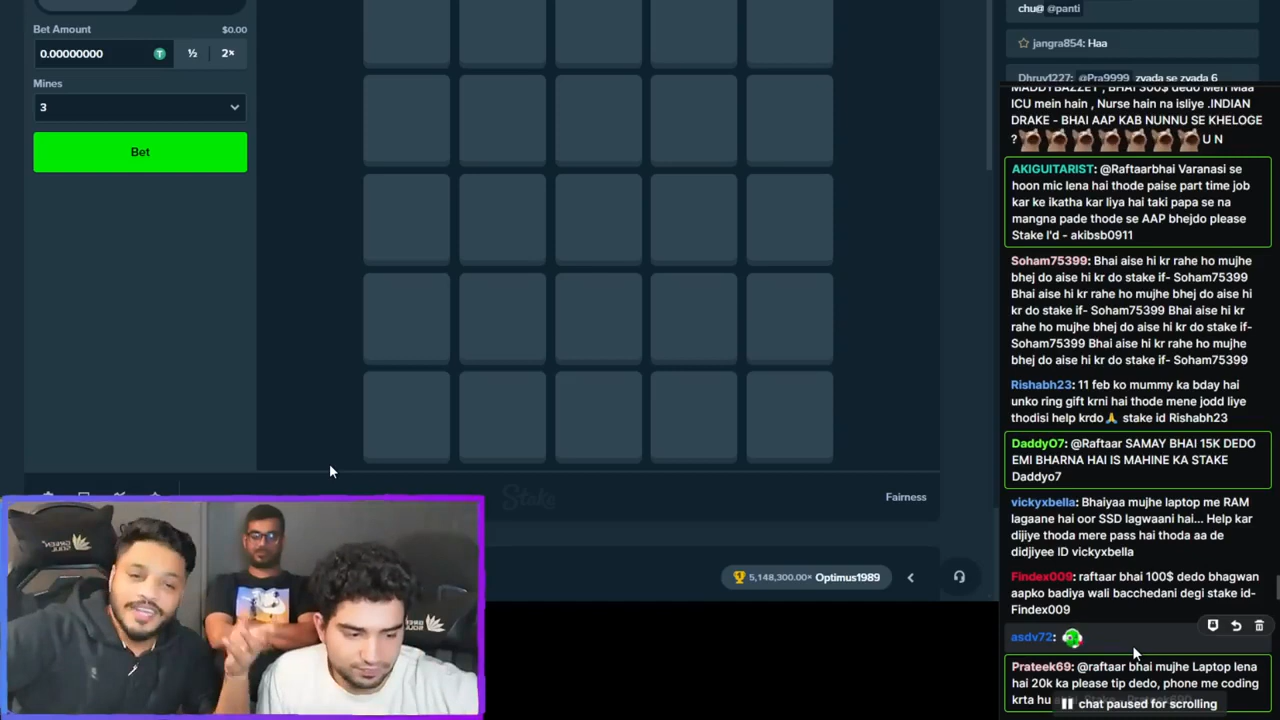 Bet Amount
$0.00
0.00000000
½
2×
Mines
3
Bet
Stake
Fairness
5,148,300.00× Optimus1989
chu@ @panti
jangra854: Haa
Dhruv1227: @Pra9999 zyada se zyada 6
MADDYBAZZET , BHAI 300$ dedo Meri Maa
ICU mein hain , Nurse hain na isliye .INDIAN
DRAKE - BHAI AAP KAB NUNNU SE KHELOGE
? U N
AKIGUITARIST: @Raftaarbhai Varanasi se
hoon mic lena hai thode paise part time job
kar ke ikatha kar liya hai taki papa se na
mangna pade thode se AAP bhejdo please
Stake I'd - akibsb0911
Soham75399: Bhai aise hi kr rahe ho mujhe
bhej do aise hi kr do stake if- Soham75399
Bhai aise hi kr rahe ho mujhe bhej do aise hi
kr do stake if- Soham75399 Bhai aise hi kr
rahe ho mujhe bhej do aise hi kr do stake if-
Soham75399 Bhai aise hi kr rahe ho mujhe
bhej do aise hi kr do stake if- Soham75399
Rishabh23: 11 feb ko mummy ka bday hai
unko ring gift krni hai thode mene jodd liye
thodisi help krdo🙏 stake id Rishabh23
DaddyO7: @Raftaar SAMAY BHAI 15K DEDO
EMI BHARNA HAI IS MAHINE KA STAKE
Daddyo7
vickyxbella: Bhaiyaa mujhe laptop me RAM
lagaane hai oor SSD lagwaani hai... Help kar
dijiye thoda mere pass hai thoda aa de
didjiyee ID vickyxbella
Findex009: raftaar bhai 100$ dedo bhagwan
aapko badiya wali bacchedani degi stake id-
Findex009
asdv72:
Prateek69: @raftaar bhai mujhe Laptop lena
hai 20k ka please tip dedo, phone me coding
krta hu
chat paused for scrolling